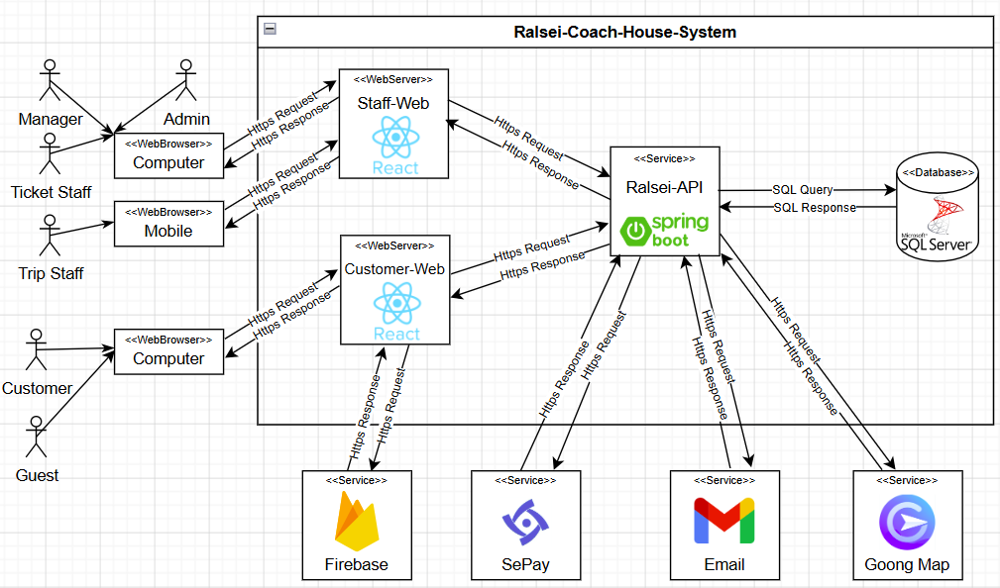 Ralsei-Coach-House-System
Manager
Admin
Ticket Staff
Trip Staff
Customer
Guest
<<WebBrowser>>
Computer
<<WebBrowser>>
Mobile
<<WebBrowser>>
Computer
Https Request
Https Response
Https Request
Https Response
Https Request
Https Response
<<WebServer>>
Staff-Web
React
<<WebServer>>
Customer-Web
React
Https Request
Https Response
Https Request
Https Response
<<Service>>
Ralsei-API
spring
boot
SQL Query
SQL Response
<<Database>>
Microsoft
SQL Server
Https Response
Https Request
Https Response
Https Request
Https Request
Https Response
Https Request
Https Response
<<Service>>
Firebase
<<Service>>
SePay
<<Service>>
Email
<<Service>>
Goong Map